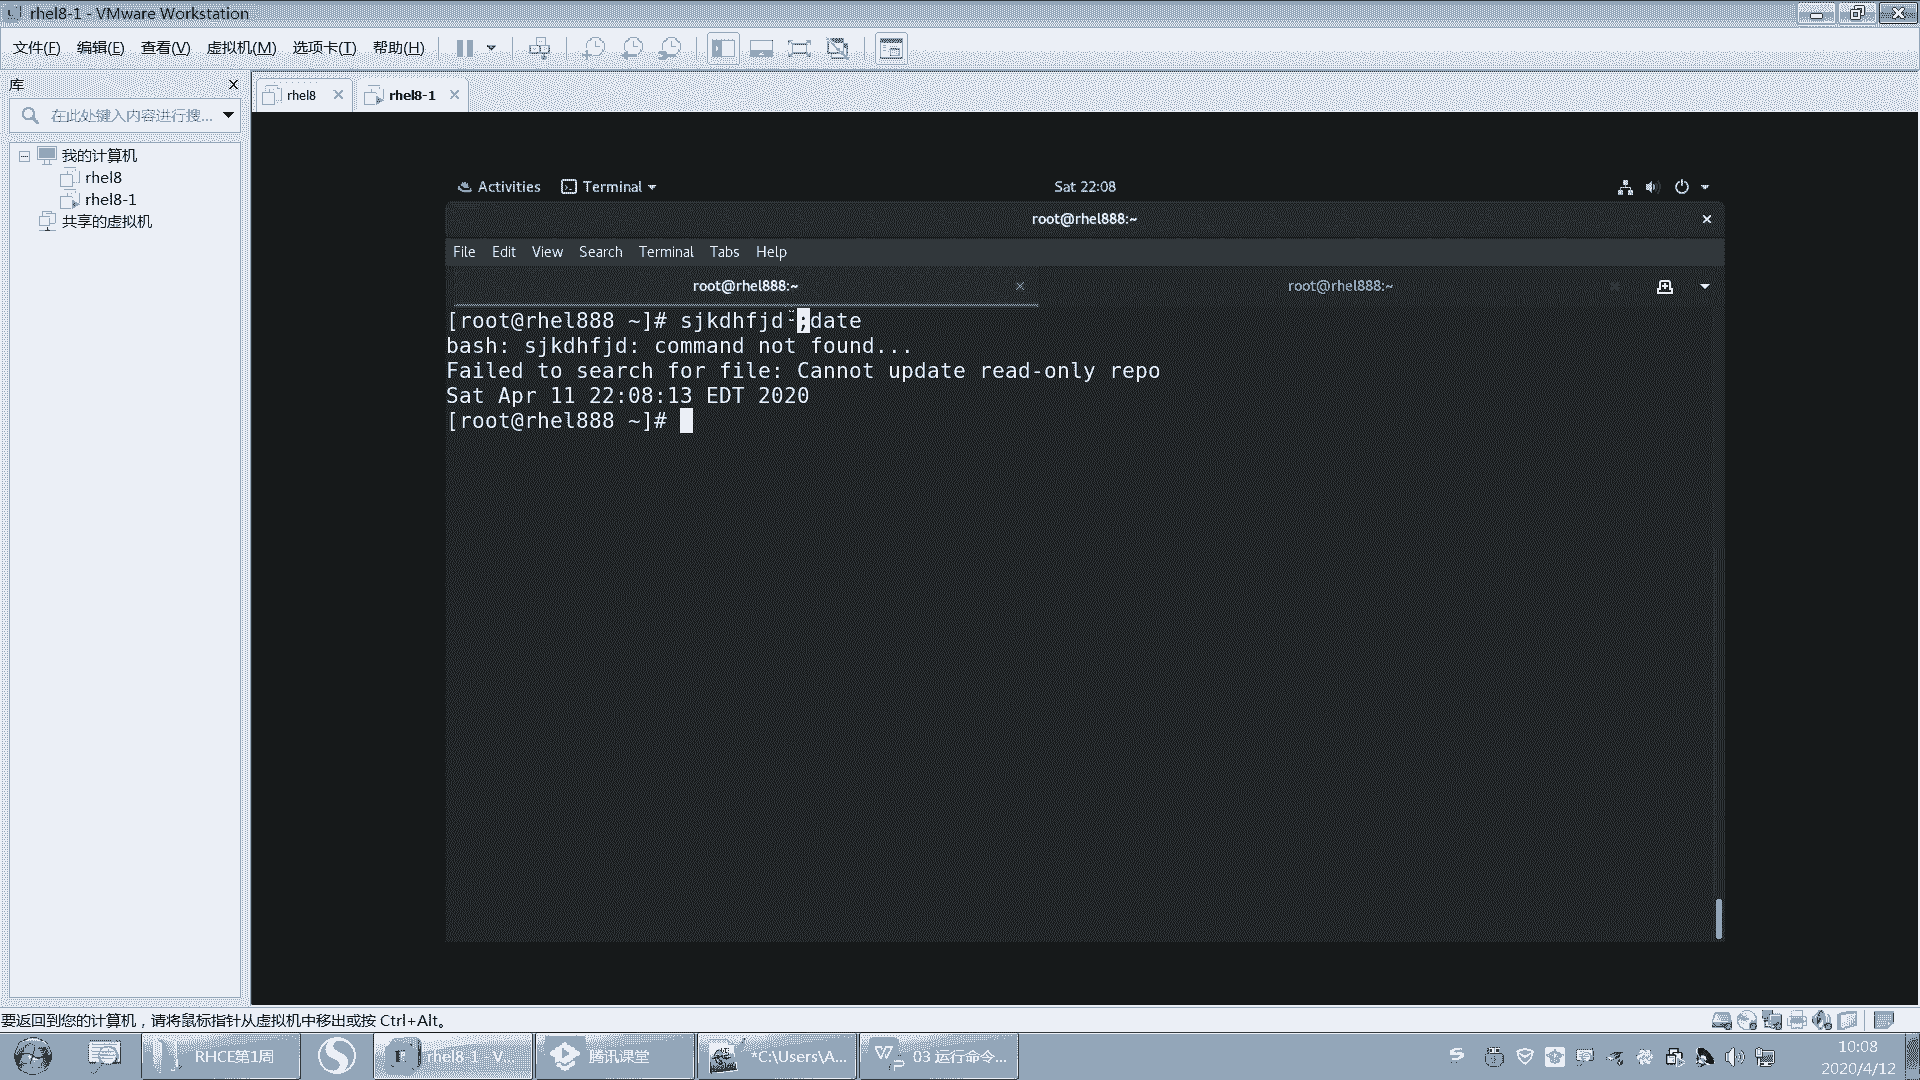 rhel8-1 - VMware Workstation
文件(F) 编辑(E) 查看(V) 虚拟机(M) 选项卡(T) 帮助(H)
库
在此处键入内容进行搜...
我的计算机
rhel8
rhel8-1
共享的虚拟机
rhel8
rhel8-1
Activities Terminal Sat 22:08
root@rhel888:~
File Edit View Search Terminal Tabs Help
root@rhel888:~ root@rhel888:~
[root@rhel888 ~]# sjkdhfjd ;date
bash: sjkdhfjd: command not found...
Failed to search for file: Cannot update read-only repo
Sat Apr 11 22:08:13 EDT 2020
[root@rhel888 ~]#
要返回到您的计算机，请将鼠标指针从虚拟机中移出或按 Ctrl+Alt。
RHCE第1周 rhel8-1 - V... 腾讯课堂 *C:\Users\A... 03 运行命令...
10:08
2020/4/12